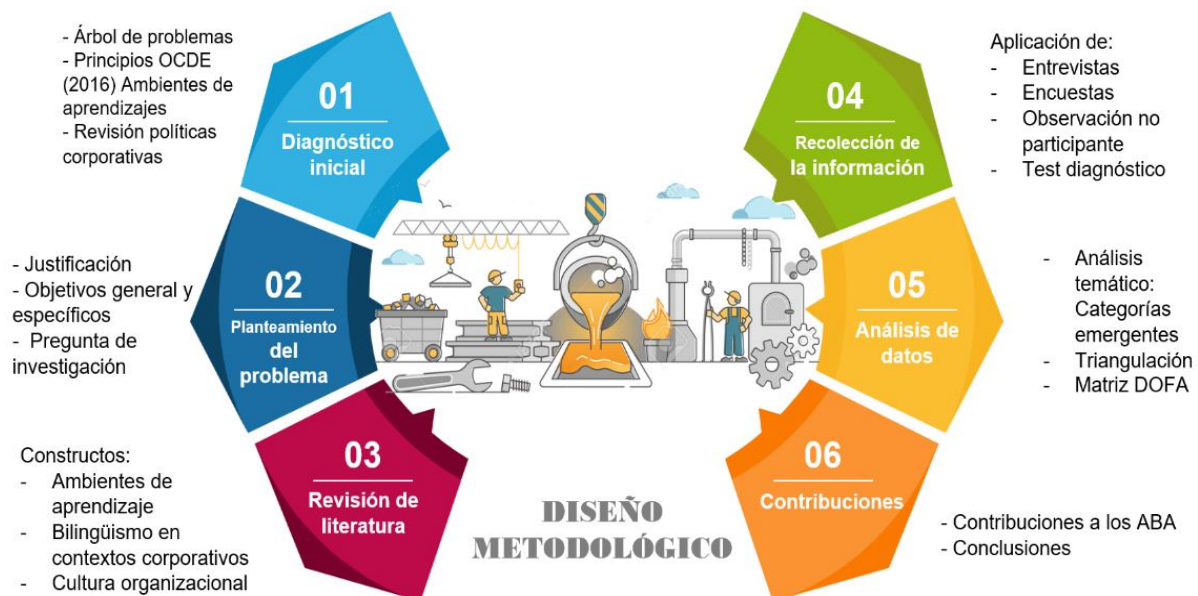 - Árbol de problemas
- Principios OCDE
(2016) Ambientes de
aprendizajes
- Revisión políticas
corporativas
01
Diagnóstico
inicial
- Justificación
- Objetivos general y
específicos
- Pregunta de
investigación
02
Planteamiento
del
problema
Constructos:
- Ambientes de
aprendizaje
- Bilingüismo en
contextos corporativos
- Cultura organizacional
03
Revisión de
literatura
DISEÑO
METODOLÓGICO
04
Recolección de
la información
Aplicación de:
- Entrevistas
- Encuestas
- Observación no
participante
- Test diagnóstico
05
Análisis de
datos
- Análisis
temático:
Categorías
emergentes
- Triangulación
- Matriz DOFA
06
Contribuciones
- Contribuciones a los ABA
- Conclusiones